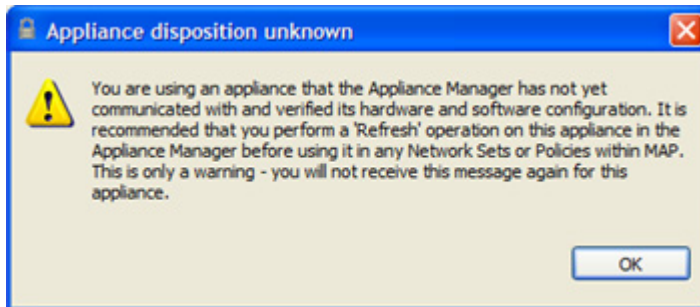 Appliance disposition unknown
You are using an appliance that the Appliance Manager has not yet
communicated with and verified its hardware and software configuration. It is
recommended that you perform a 'Refresh' operation on this appliance in the
Appliance Manager before using it in any Network Sets or Policies within MAP.
This is only a warning - you will not receive this message again for this
appliance.
OK